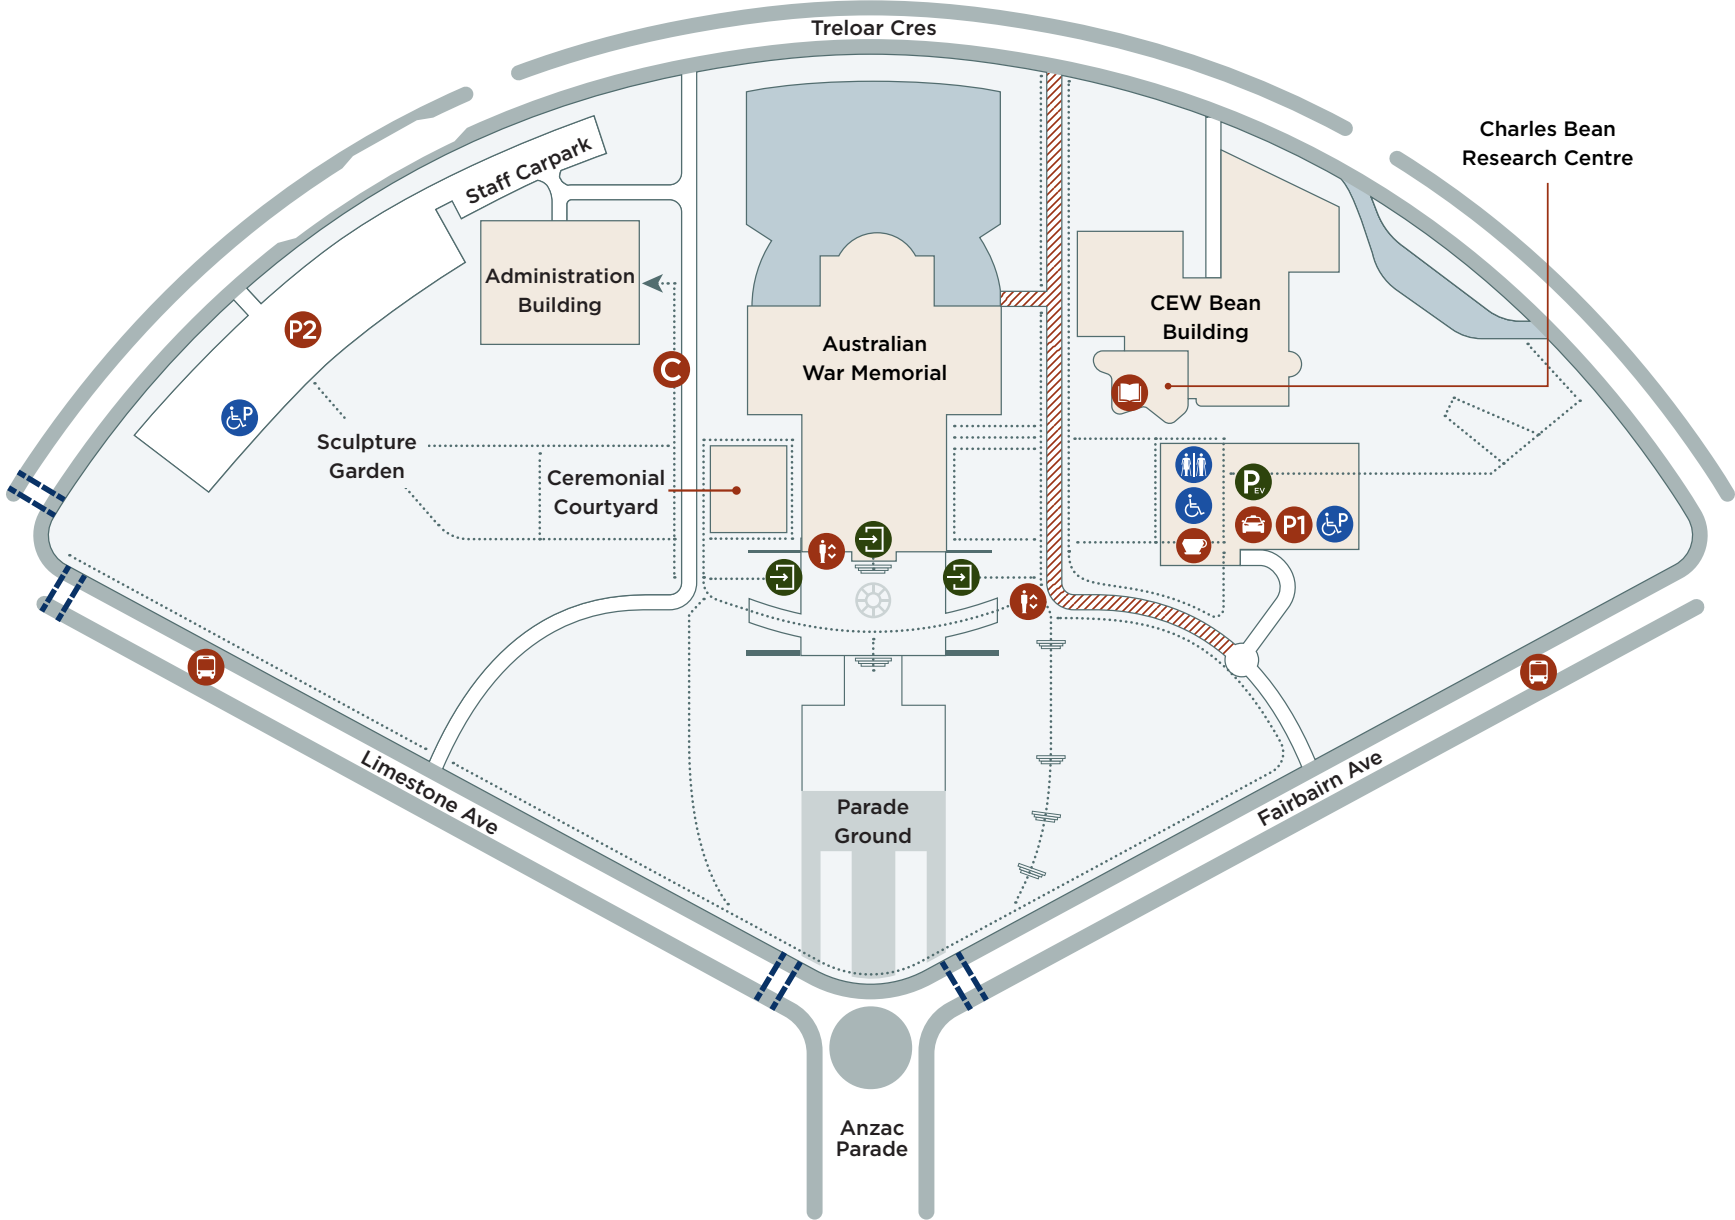 Treloar Cres
Charles Bean
Research Centre
Staff Carpark
Administration
Building
CEW Bean
Building
P2
Australian
War Memorial
C
P
Sculpture
Garden
Ceremonial
Courtyard
P
EV
P1
P
Limestone Ave
Fairbairn Ave
Parade
Ground
Anzac
Parade